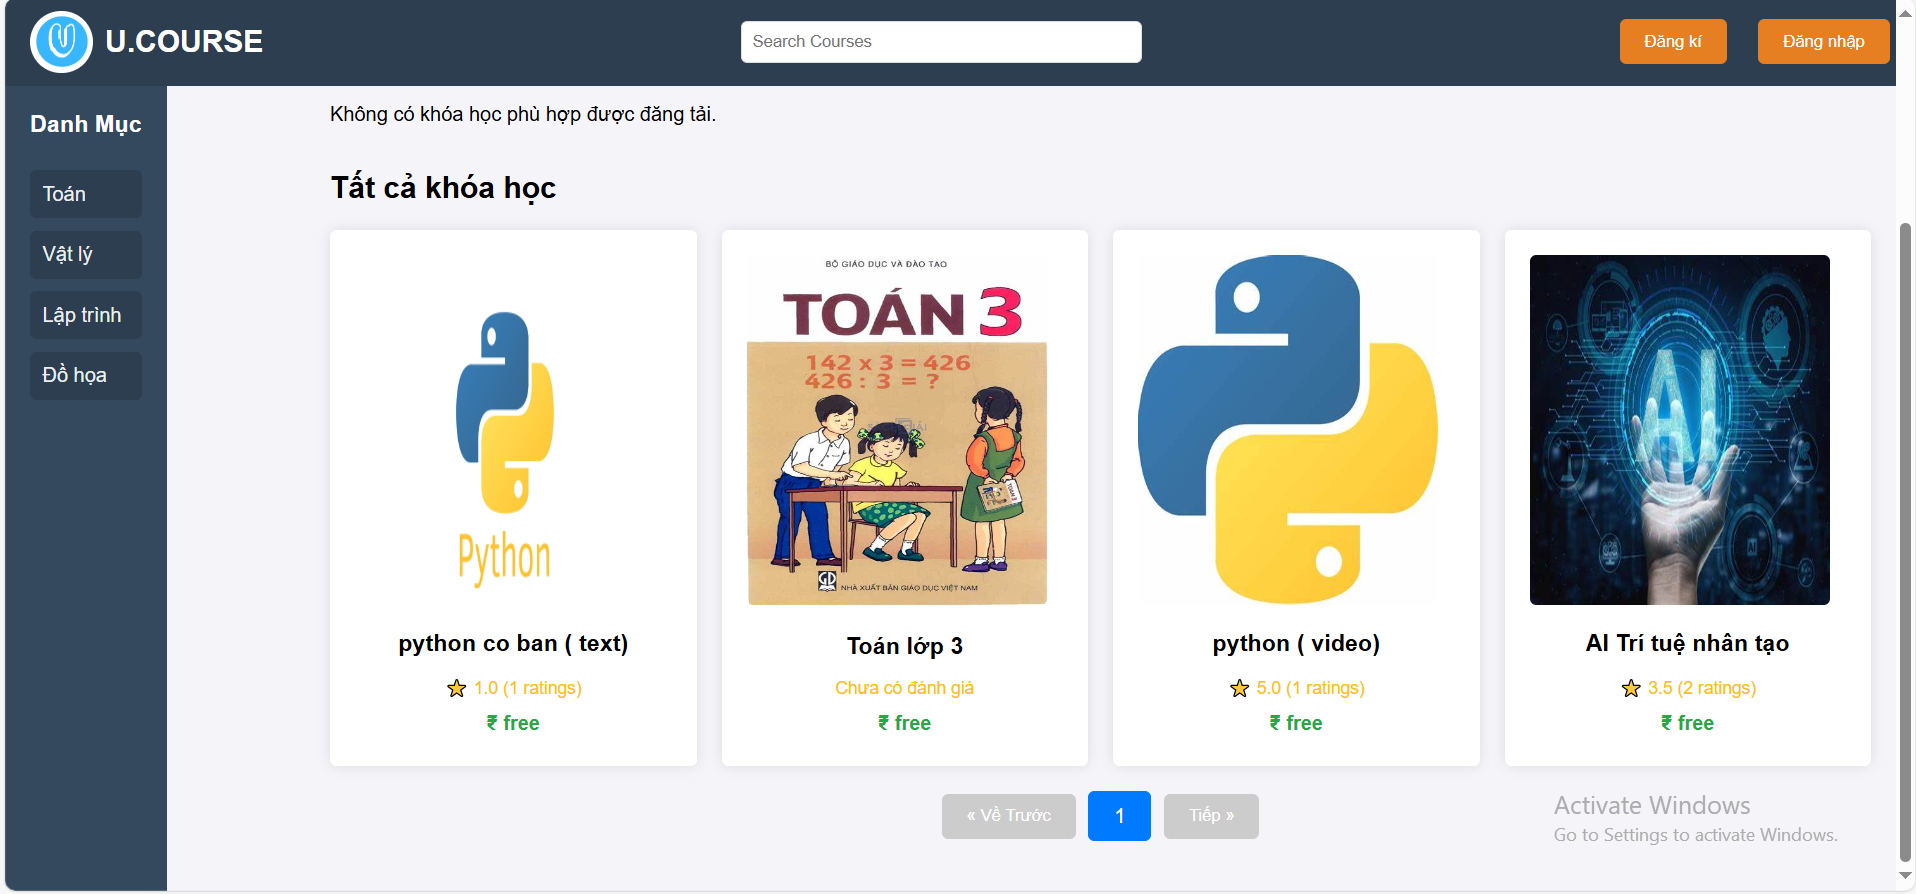 U.COURSE
Search Courses
Đăng kí
Đăng nhập
Danh Mục
Toán
Vật lý
Lập trình
Đồ họa
Không có khóa học phù hợp được đăng tải.
Tất cả khóa học
Python
python co ban ( text)
1.0 (1 ratings)
₹ free
BỘ GIÁO DỤC VÀ ĐÀO TẠO
TOÁN 3
142 x 3 = 426
426 : 3 = ?
TOÁN 3
NHÀ XUẤT BẢN GIÁO DỤC VIỆT NAM
Toán lớp 3
Chưa có đánh giá
₹ free
python ( video)
5.0 (1 ratings)
₹ free
AI
AI Trí tuệ nhân tạo
3.5 (2 ratings)
₹ free
« Về Trước
1
Tiếp »
Activate Windows
Go to Settings to activate Windows.